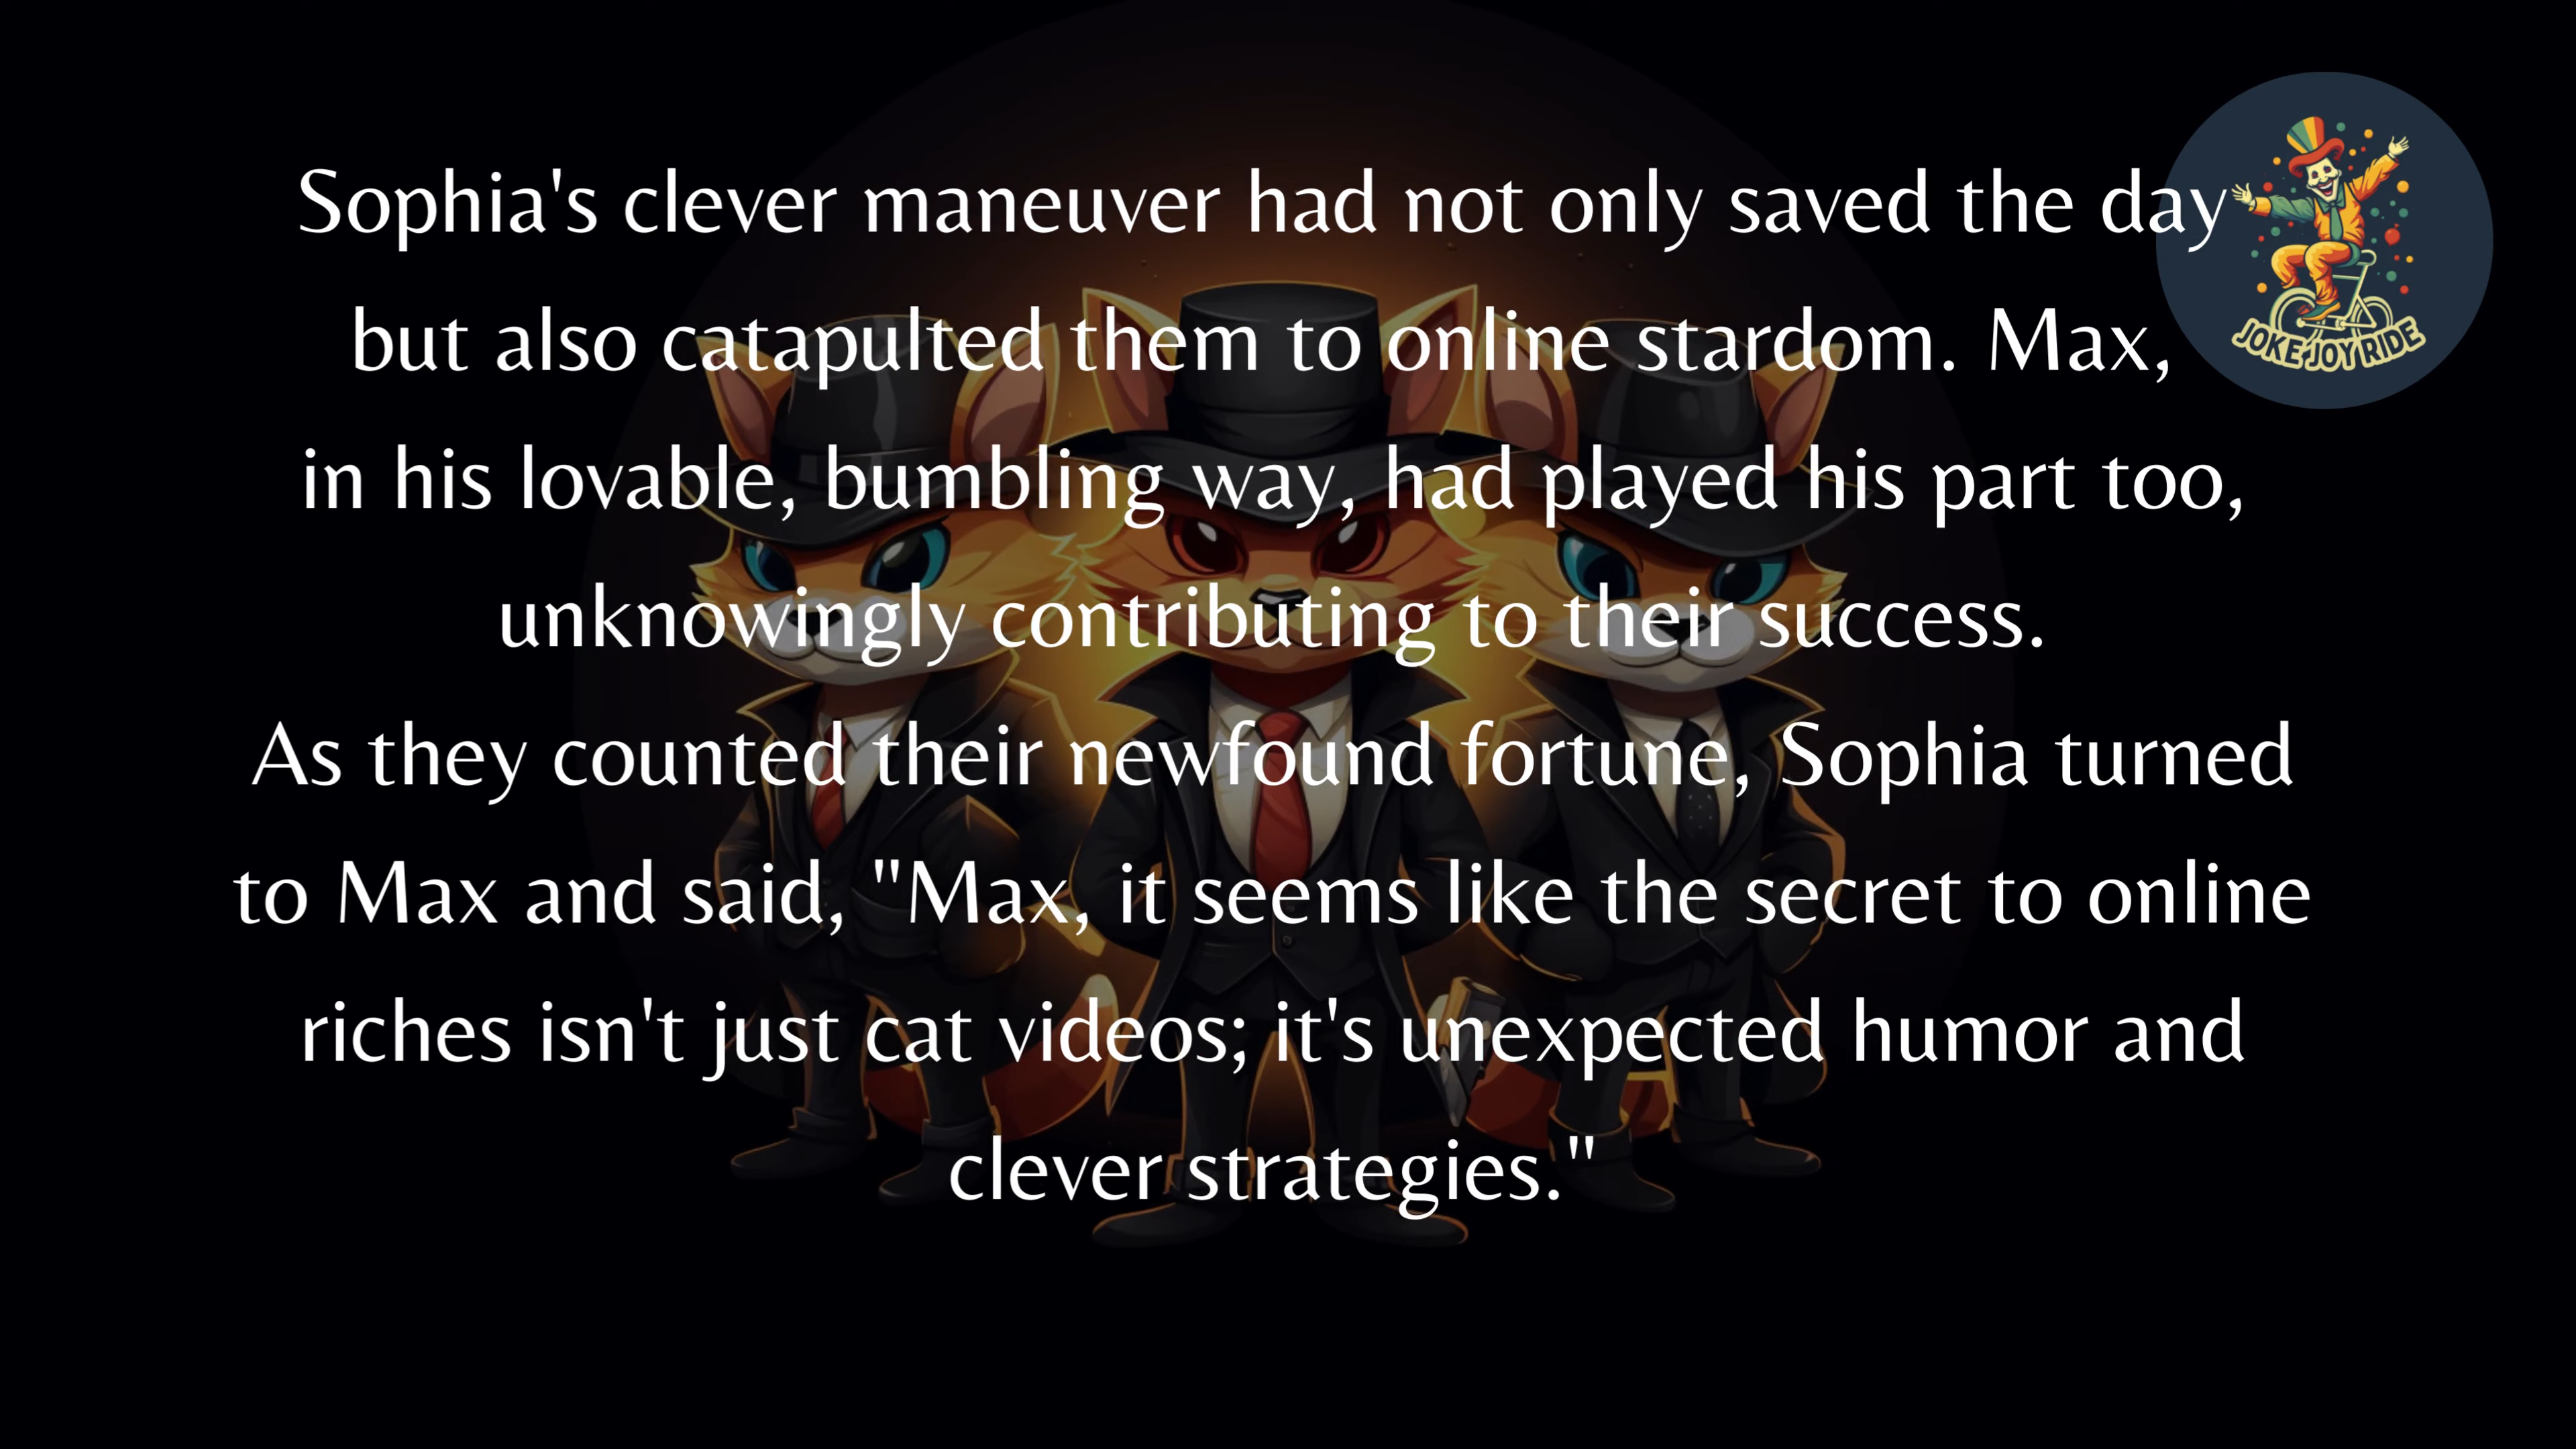 Sophia's clever maneuver had not only saved the day
but also catapulted them to online stardom. Max,
in his lovable, bumbling way, had played his part too,
unknowingly contributing to their success.
As they counted their newfound fortune, Sophia turned
to Max and said, "Max, it seems like the secret to online
riches isn't just cat videos; it's unexpected humor and
clever strategies."
JOKE JOY RIDE